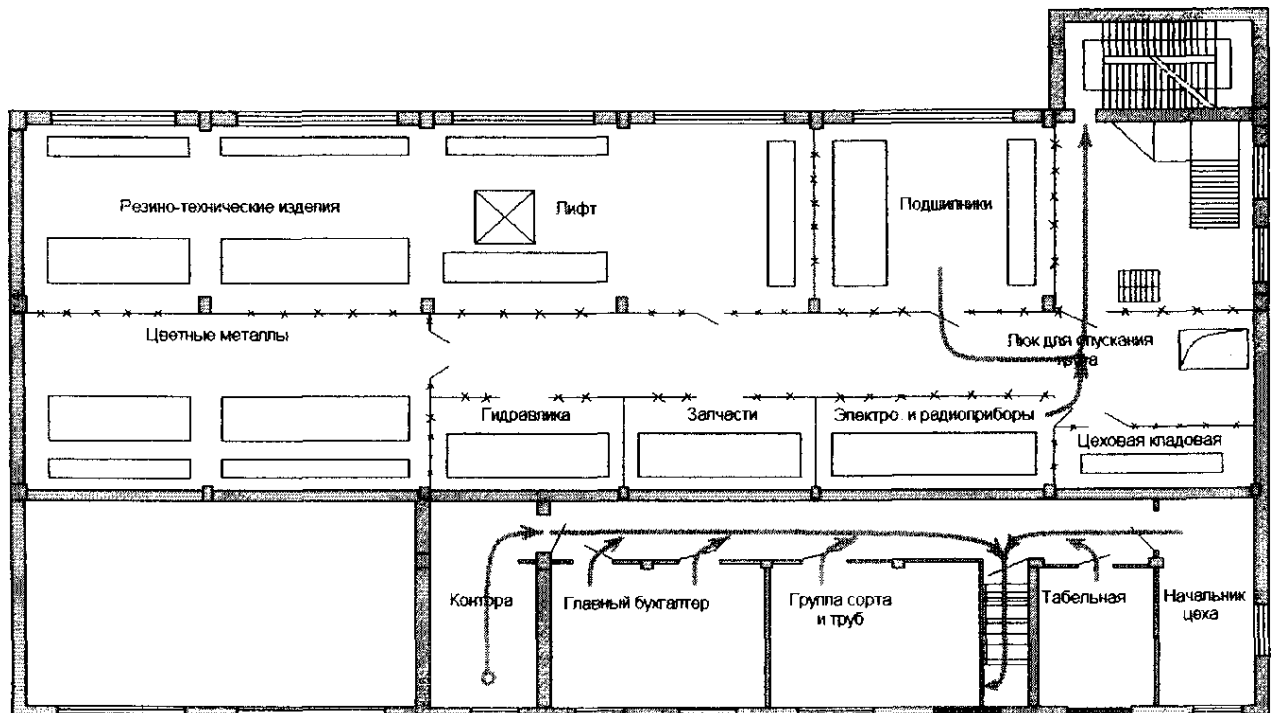 Резино-технические изделия
Лифт
Подшипники
Цветные металлы
Люк для спускания
груза
Гидравлика
Запчасти
Электро. и радиоприборы
Цеховая кладовая
Контора
Главный бухгалтер
Группа сорта
и труб
Табельная
Начальник
цеха